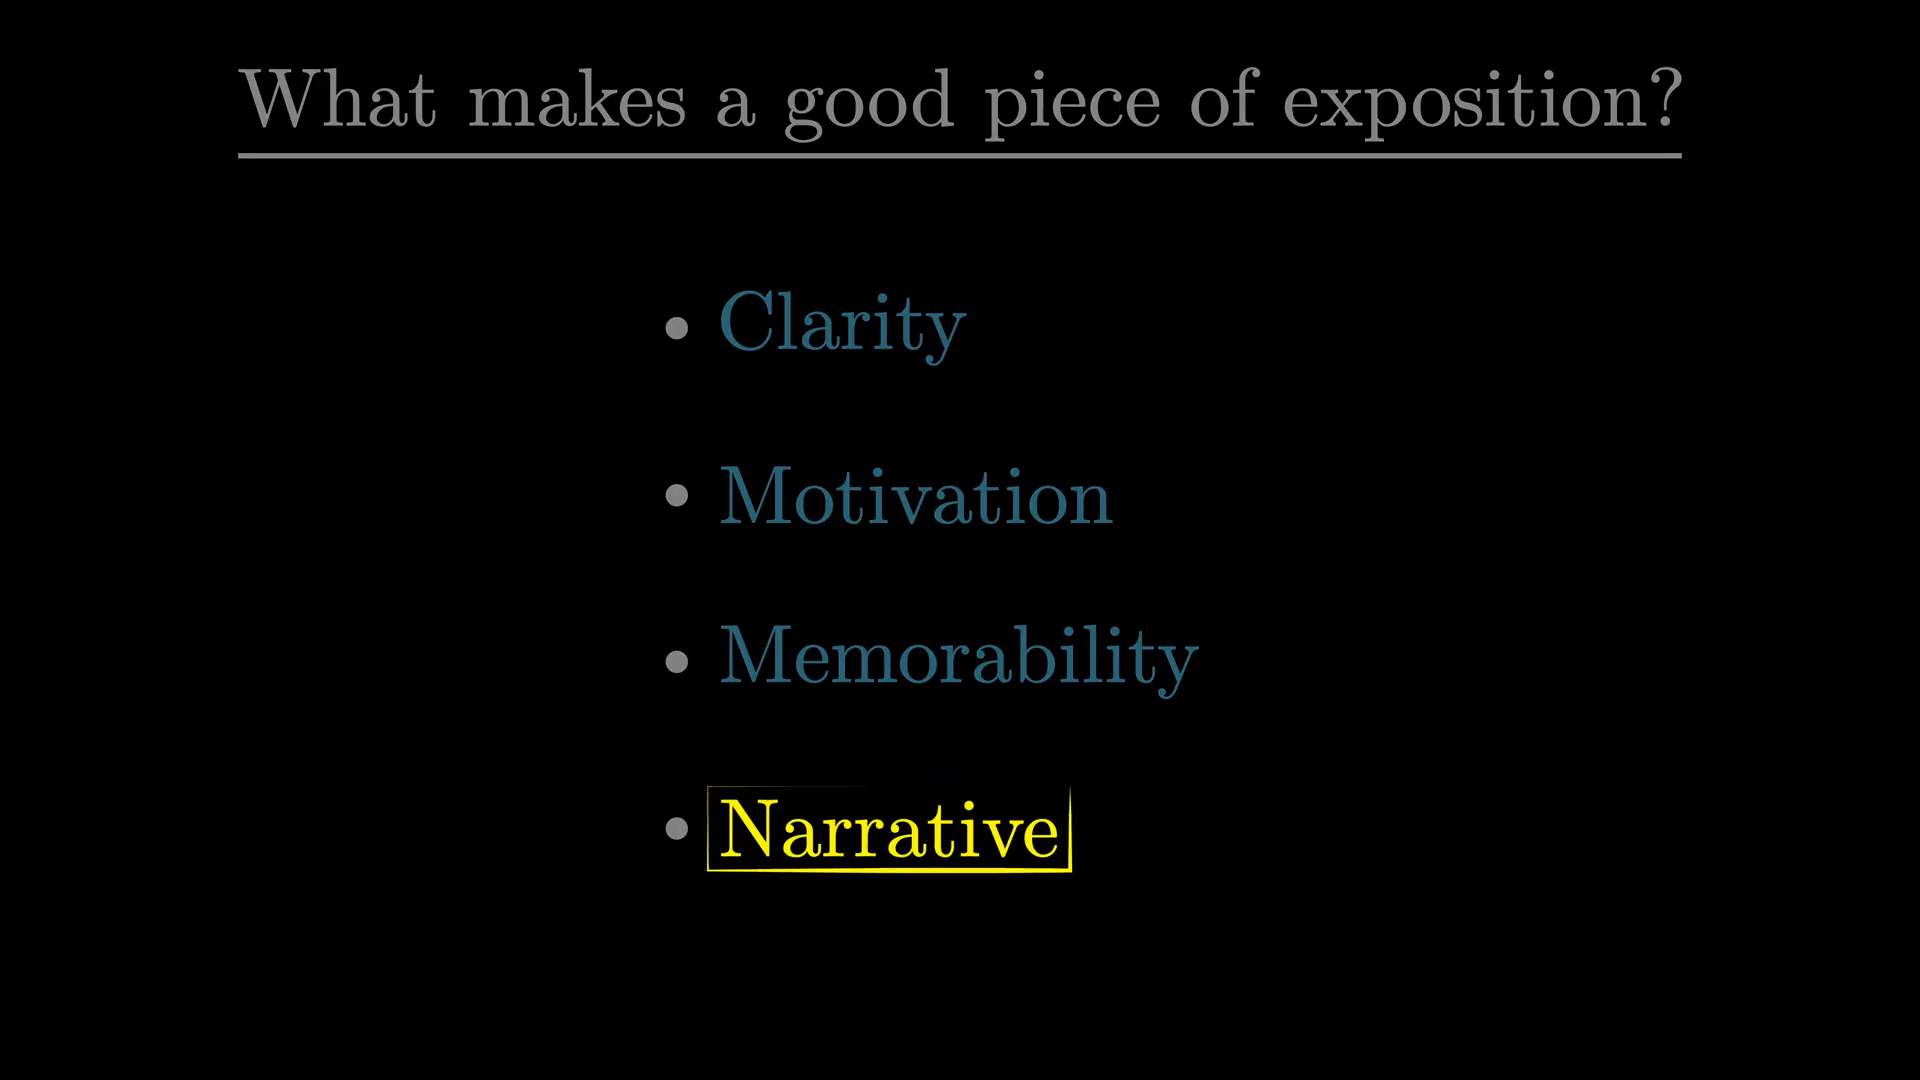 What makes a good piece of exposition?
• Clarity
• Motivation
• Memorability
• Narrative